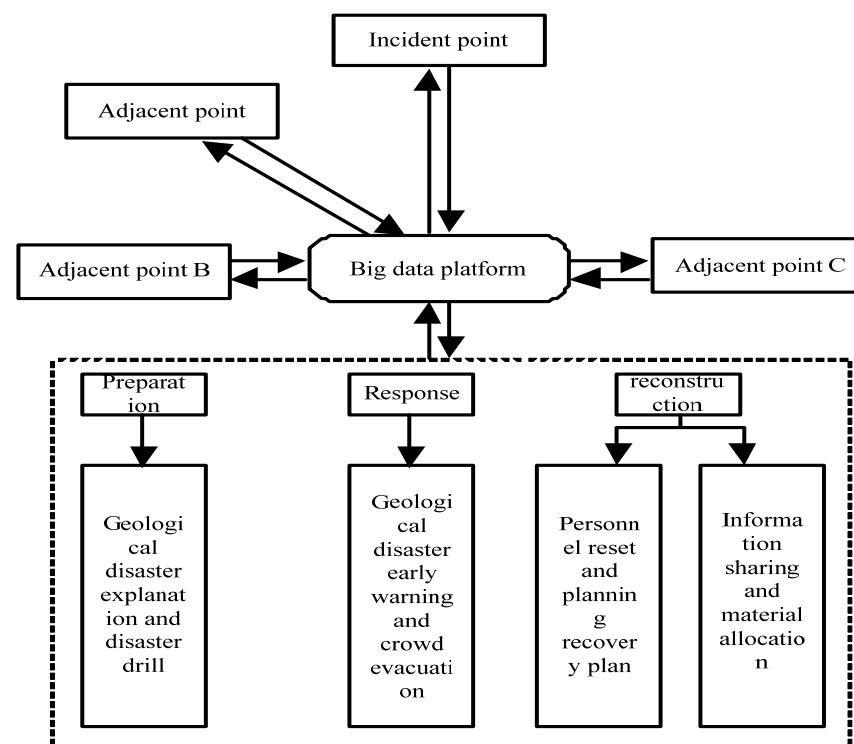 Incident point
Adjacent point
Adjacent point B
Big data platform
Adjacent point C
Preparat
ion
Response
reconstru
ction
Geologi
cal
disaster
explanat
ion and
disaster
drill
Geologi
cal
disaster
early
warning
and
crowd
evacuati
on
Personn
el reset
and
plannin
g
recover
y plan
Informa
tion
sharing
and
material
allocatio
n